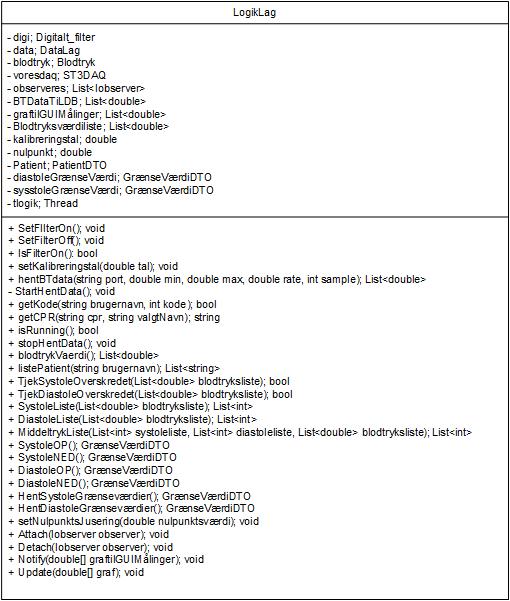 LogikLag
- digi; Digitalt_filter
- data; DataLag
- blodtryk; Blodtryk
- voresdaq; ST3DAQ
- observeres; List<Iobserver>
- BTDataTiLDB; List<double>
- graftilGUIMålinger; List<double>
- Blodtryksværdiliste; List<double>
- kalibreringstal; double
- nulpunkt; double
- Patient; PatientDTO
- diastoleGrænseVærdi; GrænseVærdiDTO
- sysstoleGrænseVærdi; GrænseVærdiDTO
- tlogik; Thread
+ SetFIlterOn(); void
+ SetFilterOff(); void
+ IsFilterOn(): bool
+ setKalibreringstal(double tal); void
+ hentBTdata(string port, double min, double max, double rate, int sample); List<double>
- StartHentData(); void
+ getKode(string brugernavn, int kode); bool
+ getCPR(string cpr, string valgtNavn); string
+ isRunning(); bool
+ stopHentData(); void
+ blodtrykVaerdi(); List<double>
+ listePatient(string brugernavn); List<string>
+ TjekSystoleOverskredet(List<double> blodtryksliste); bool
+ TjekDiastoleOverskredet(List<double> blodtryksliste); bool
+ SystoleListe(List<double> blodtryksliste); List<int>
+ DiastoleListe(List<double> blodtryksliste); List<int>
+ MiddeltrykListe(List<int> systoleliste, List<int> diastoleliste, List<double> blodtryksliste); List<int>
+ SystoleOP(); GrænseVærdiDTO
+ SystoleNED(); GrænseVærdiDTO
+ DiastoleOP(); GrænseVærdiDTO
+ DiastoleNED(); GrænseVærdiDTO
+ HentSystoleGrænseværdier(); GrænseVærdiDTO
+ HentDiastoleGrænseværdier(); GrænseVærdiDTO
+ setNulpunktsJusering(double nulpunktsværdi); void
+ Attach(Iobserver observer); void
+ Detach(Iobserver observer); void
+ Notify(double[] graftilGUIMålinger); void
+ Update(double[] graf); void